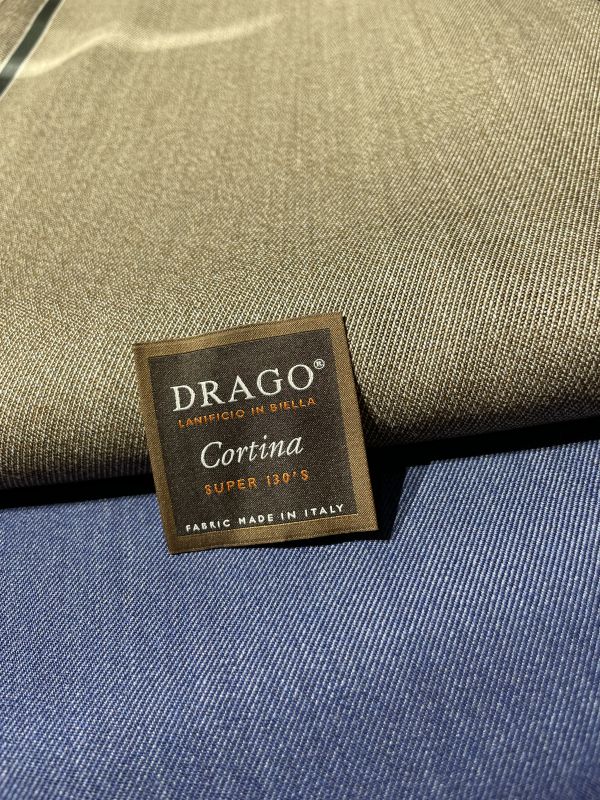 DRAGO®
LANIFICIO IN BIELLA
Cortina
SUPER 130'S
FABRIC MADE IN ITALY